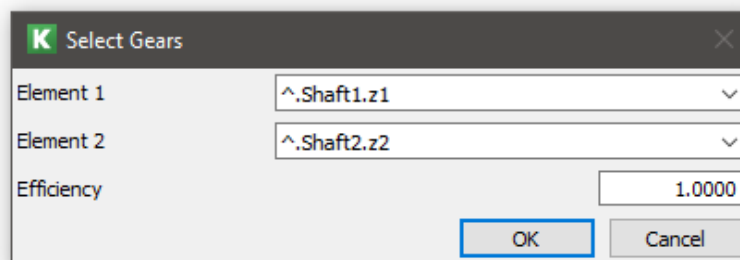 K Select Gears
Element 1 ^.Shaft1.z1
Element 2 ^.Shaft2.z2
Efficiency 1.0000
OK Cancel